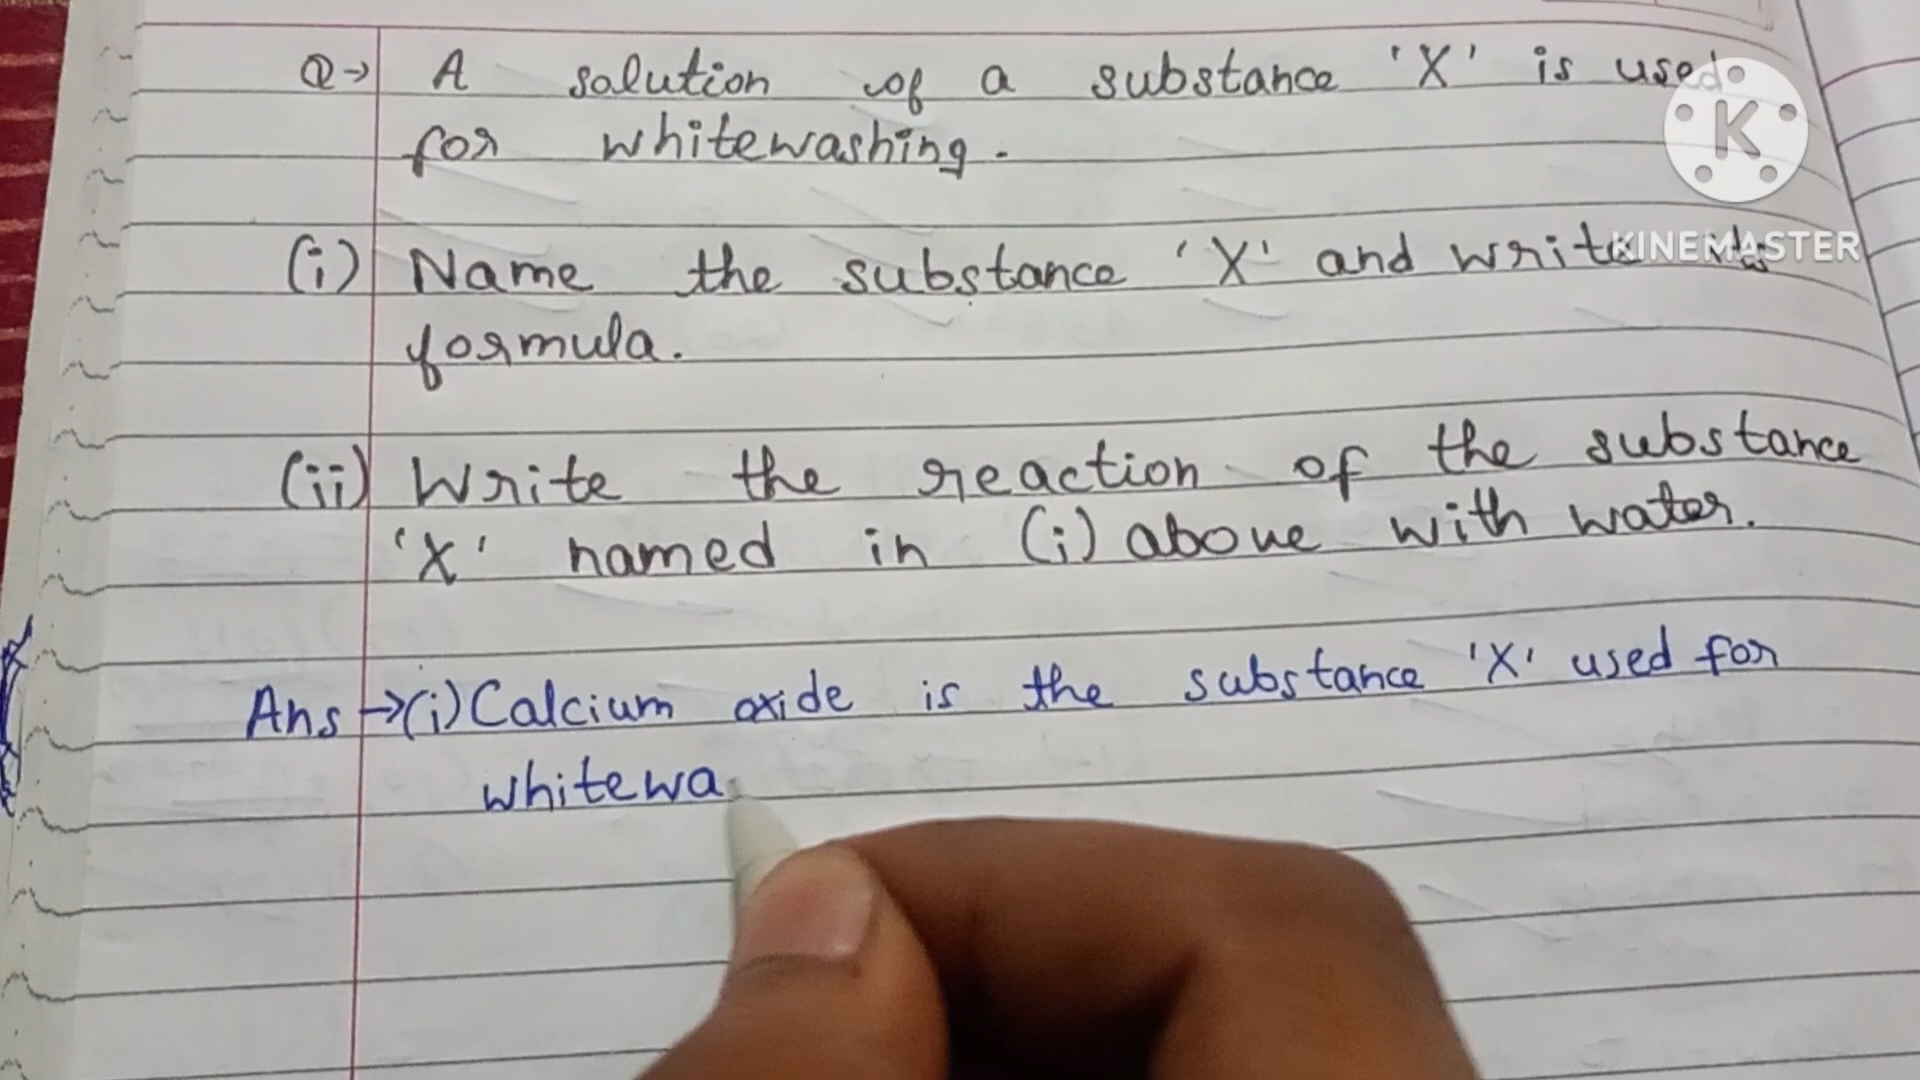 Q→ A solution of a substance 'X' is used
for whitewashing.
(i) Name the substance 'X' and write its
formula.
(ii) Write the reaction of the substance
'X' named in (i) above with water.
Ans →(i) Calcium oxide is the substance 'X' used for
whitewa
K
KINEMASTER